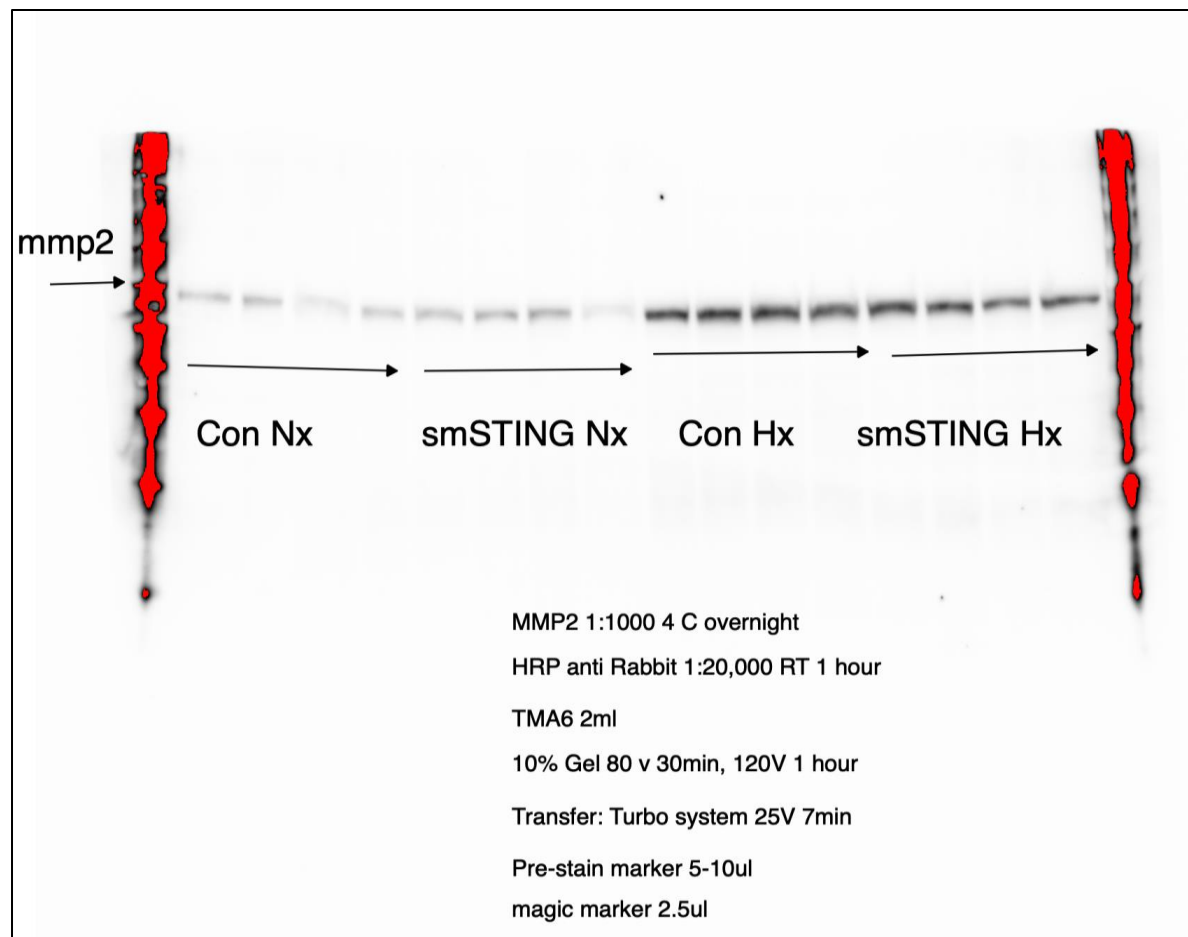 mmp2
Con Nx
smSTING Nx
Con Hx
smSTING Hx
MMP2 1:1000 4 C overnight
HRP anti Rabbit 1:20,000 RT 1 hour
TMA6 2ml
10% Gel 80 v 30min, 120V 1 hour
Transfer: Turbo system 25V 7min
Pre-stain marker 5-10ul
magic marker 2.5ul